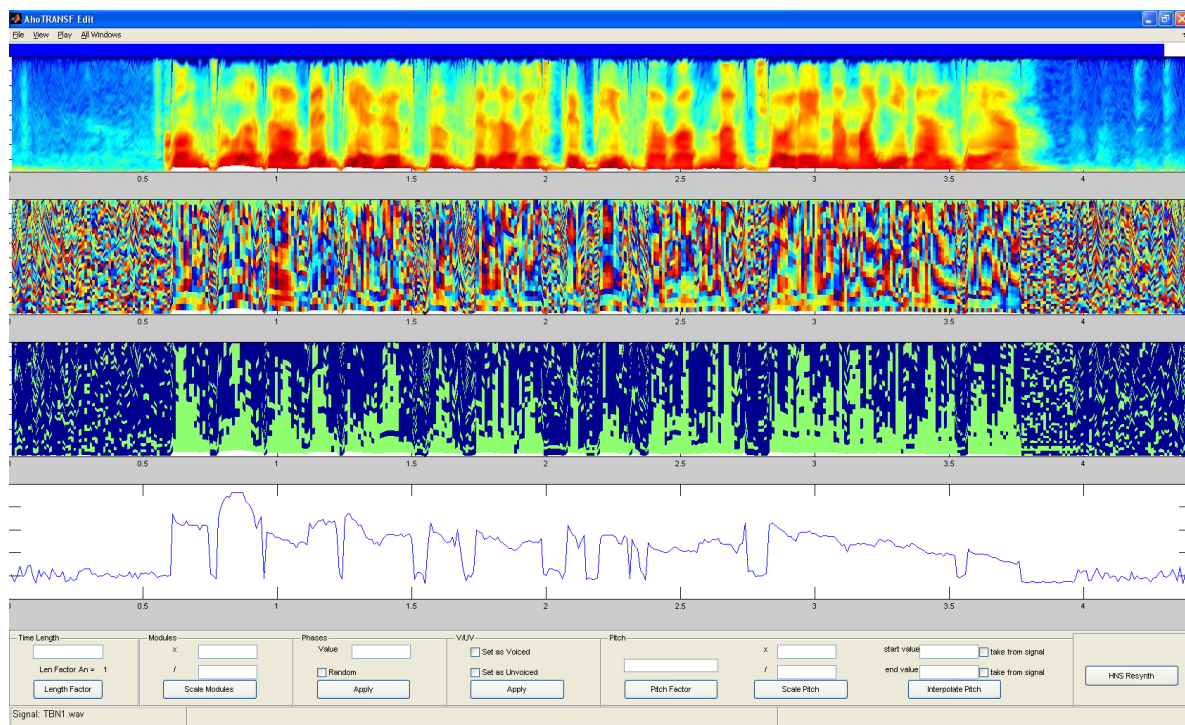 AhoTRANSF Edit
File View Play All Windows
0 0.5 1 1.5 2 2.5 3 3.5 4
0 0.5 1 1.5 2 2.5 3 3.5 4
0 0.5 1 1.5 2 2.5 3 3.5 4
0 0.5 1 1.5 2 2.5 3 3.5 4
Time Length
Len Factor An = 1
Length Factor
Modules
x
/
Scale Modules
Phases
Value
Random
Apply
V/UV
Set as Voiced
Set as Unvoiced
Apply
Pitch
Pitch Factor
x
/
Scale Pitch
start value
take from signal
end value
take from signal
Interpolate Pitch
HNS Resynth
Signal: TBN1.wav